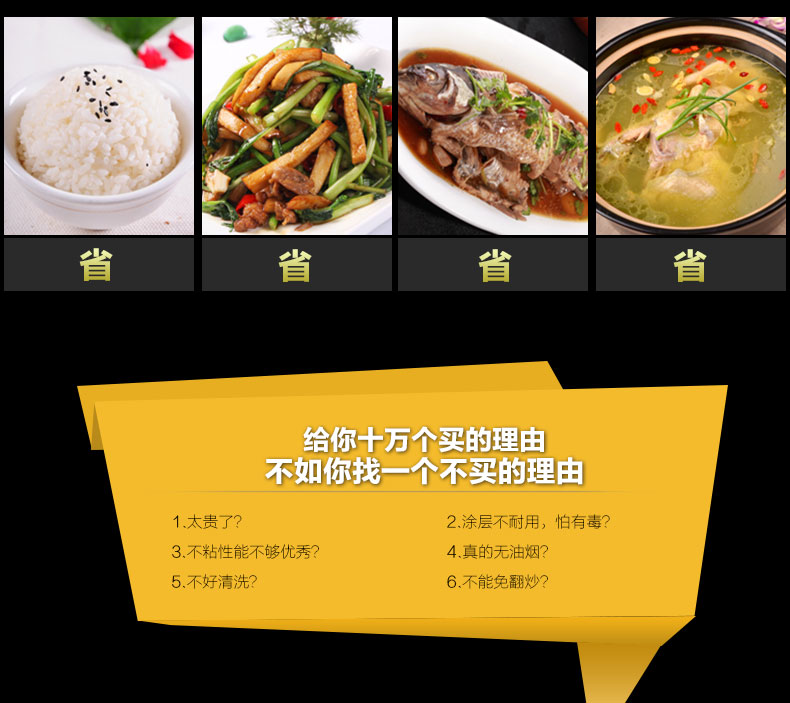 省 省 省 省
给你十万个买的理由
不如你找一个不买的理由
1.太贵了?
2.涂层不耐用，怕有毒?
3.不粘性能不够优秀?
4.真的无油烟?
5.不好清洗?
6.不能免翻炒?